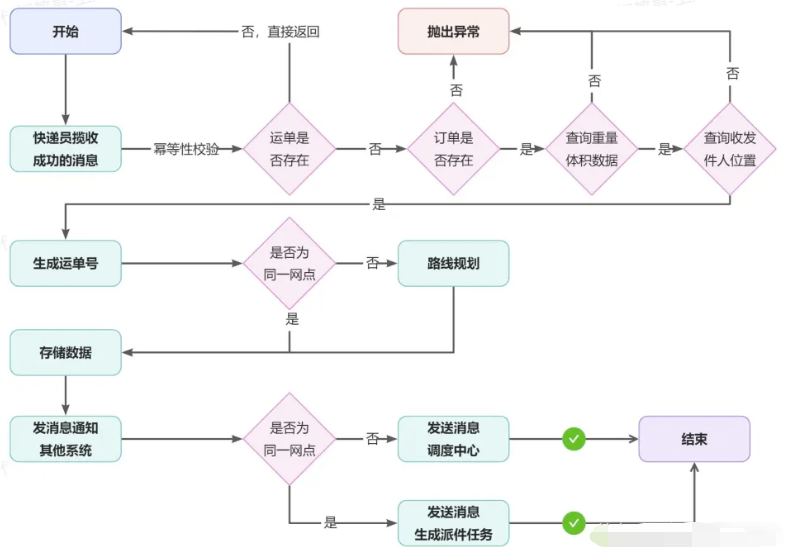 开始
否，直接返回
抛出异常
否
否
否
快递员揽收
成功的消息
幂等性校验
运单是
否存在
否
订单是
否存在
是
查询重量
体积数据
是
查询收发
件人位置
是
生成运单号
是否为
同一网点
否
路线规划
是
存储数据
发消息通知
其他系统
是否为
同一网点
否
发送消息
调度中心
结束
是
发送消息
生成派件任务